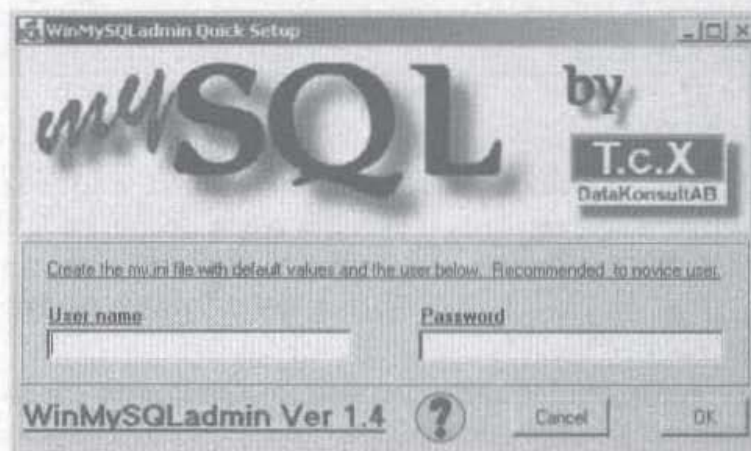 WinMySQLadmin Quick Setup
mySQL by
T.c.X
DataKonsultAB
Create the my.ini file with default values and the user below. Recommended to novice user.
User name
Password
WinMySQLadmin Ver 1.4
?
Cancel
OK